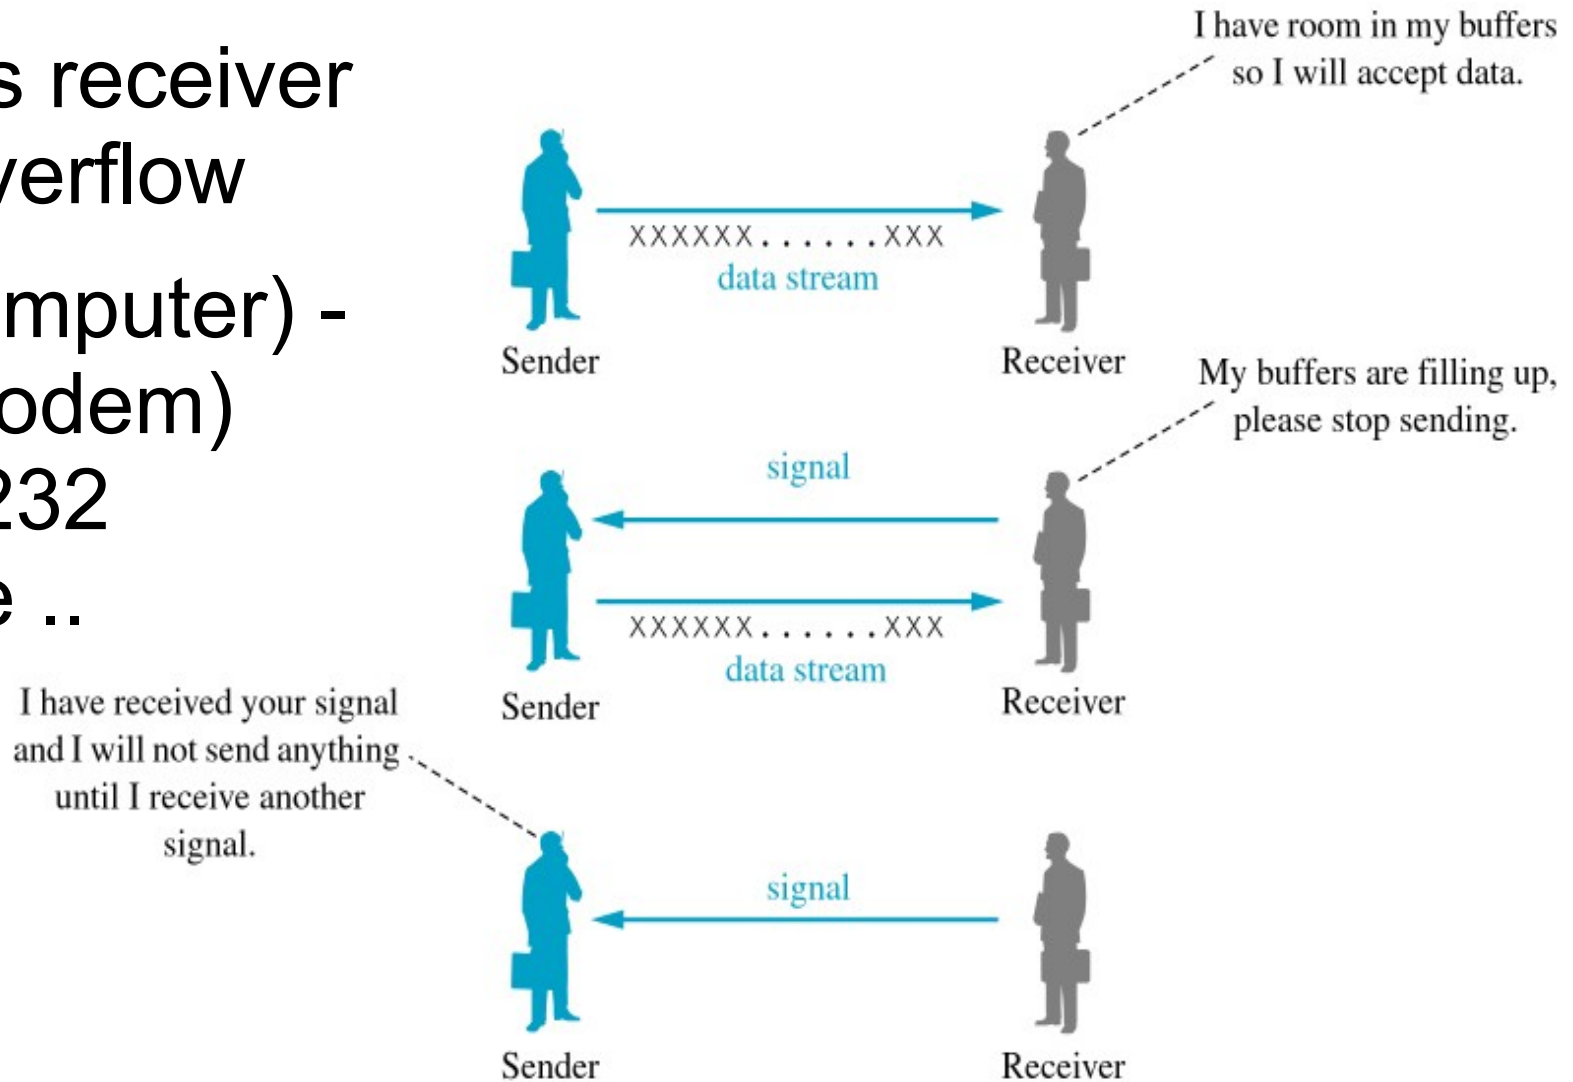 s receiver
verflow
mputer) -
odem)
232
e ..
I have room in my buffers
so I will accept data.
XXXXXX......XXX
data stream
Sender
Receiver
My buffers are filling up,
please stop sending.
signal
XXXXXX......XXX
data stream
Sender
Receiver
I have received your signal
and I will not send anything
until I receive another
signal.
signal
Sender
Receiver